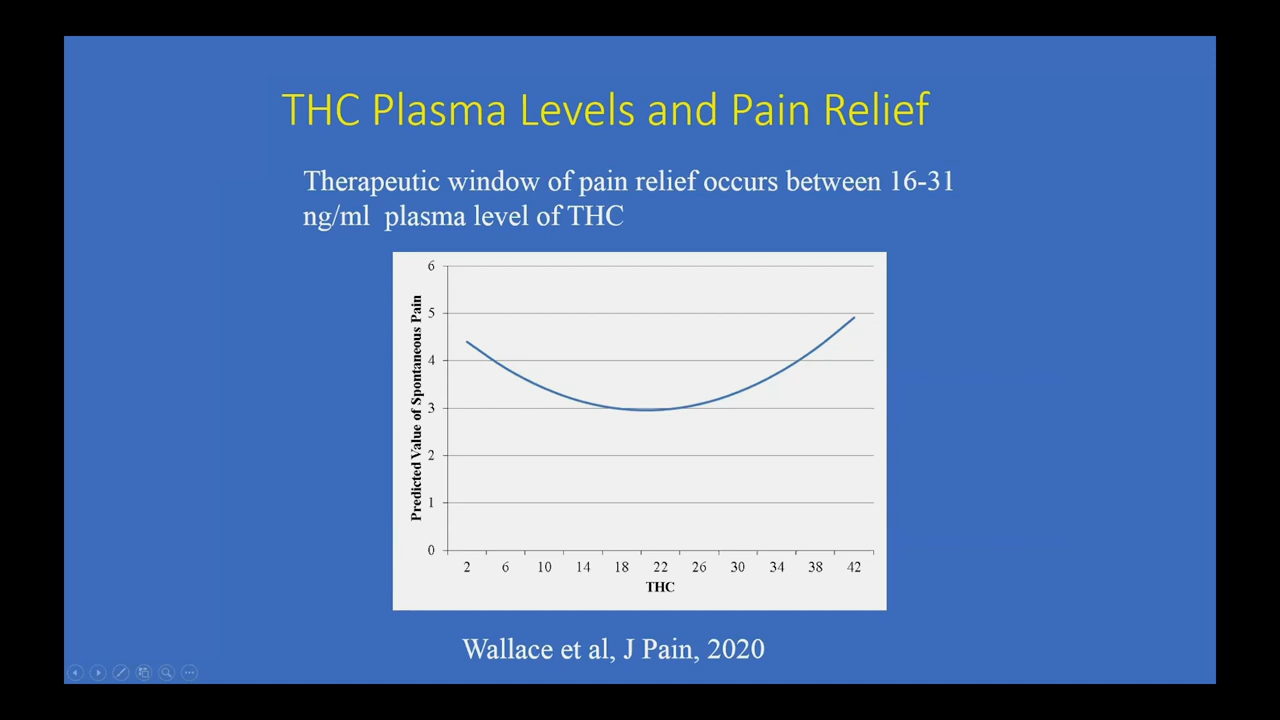 THC Plasma Levels and Pain Relief
Therapeutic window of pain relief occurs between 16-31
ng/ml plasma level of THC
6
5
4
3
2
1
0
Predicted Value of Spontaneous Pain
2 6 10 14 18 22 26 30 34 38 42
THC
Wallace et al, J Pain, 2020